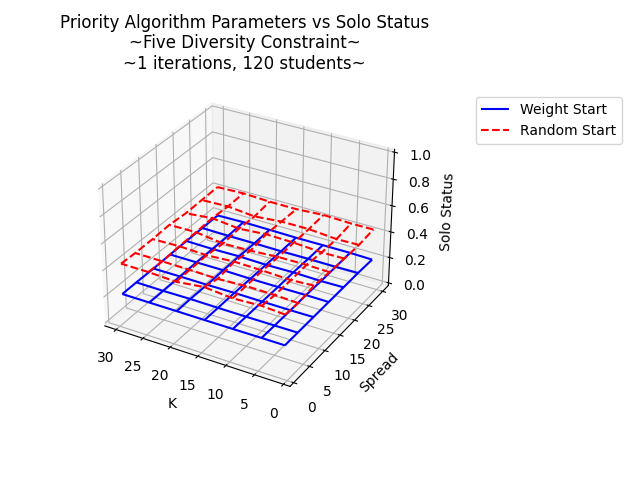 Priority Algorithm Parameters vs Solo Status
~Five Diversity Constraint~
~1 iterations, 120 students~
Weight Start
Random Start
1.0
0.8
0.6
0.4
0.2
0.0
Solo Status
30
25
20
15
10
5
0
K
0
5
10
15
20
25
30
Spread